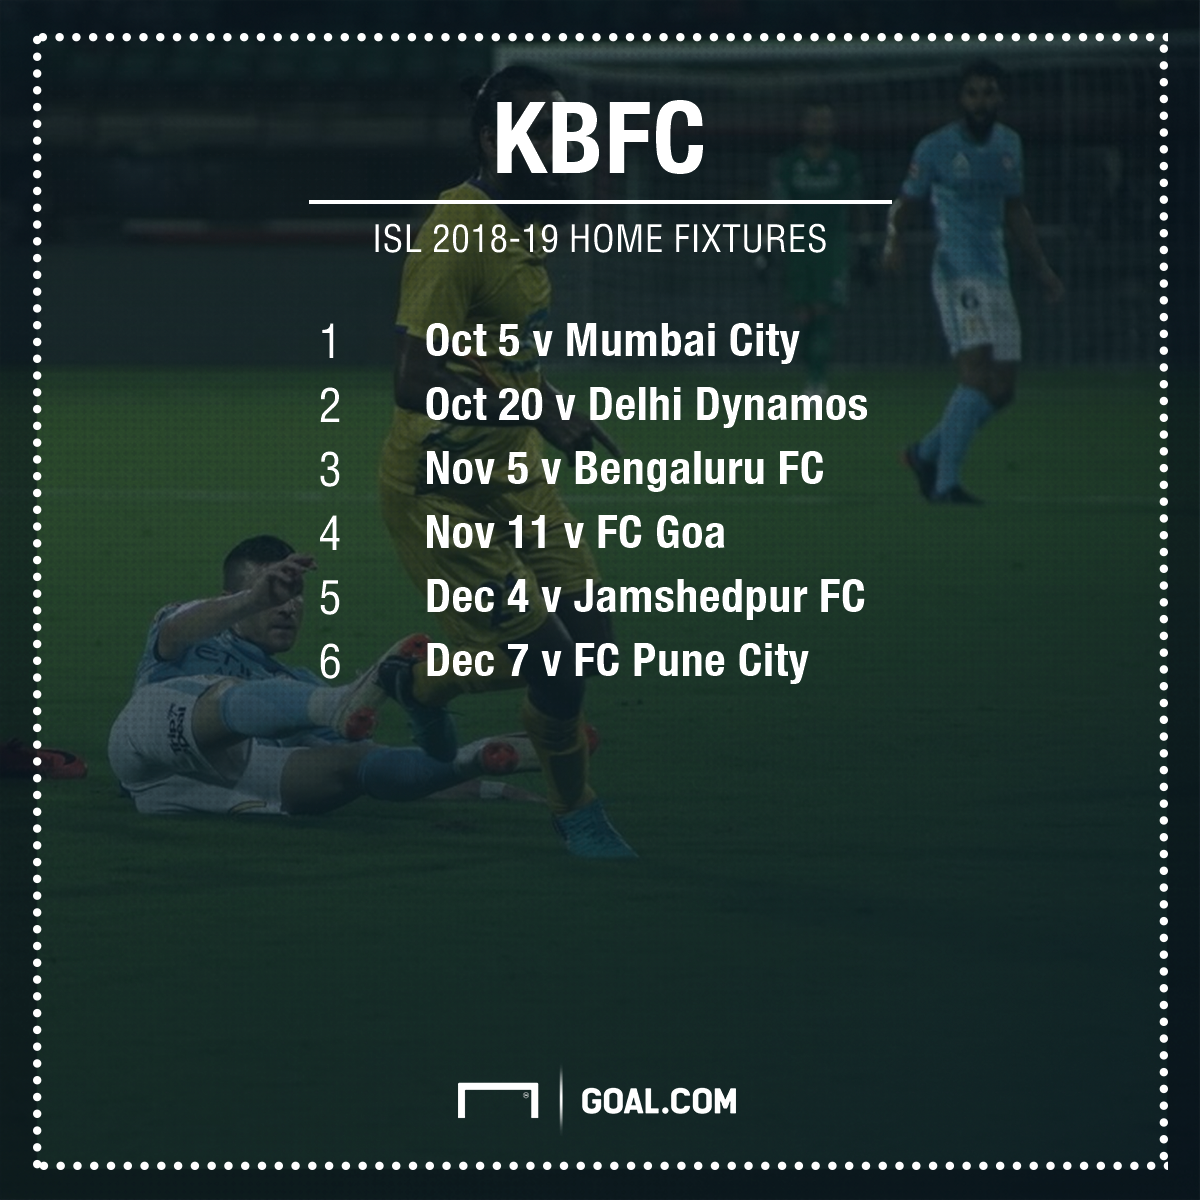 KBFC
ISL 2018-19 HOME FIXTURES
1 Oct 5 v Mumbai City
2 Oct 20 v Delhi Dynamos
3 Nov 5 v Bengaluru FC
4 Nov 11 v FC Goa
5 Dec 4 v Jamshedpur FC
6 Dec 7 v FC Pune City
GOAL.COM